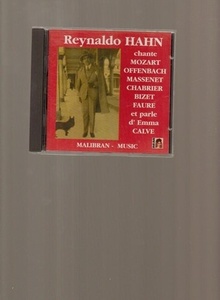 Reynaldo HAHN
chante
MOZART
OFFENBACH
MASSENET
CHABRIER
BIZET
FAURE
et parle
d' Emma
CALVE
MALIBRAN - MUSIC